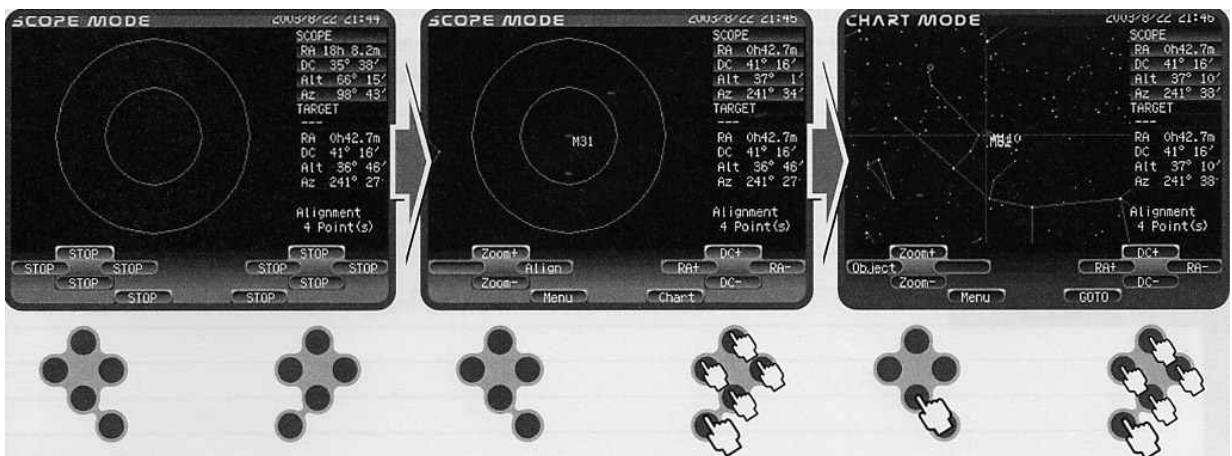 SCOPE MODE 2003/8/22 21:44
SCOPE
RA 18h 8.2m
DC 35° 38'
Alt 66° 15'
Az 98° 43'
TARGET
---
RA 0h42.7m
DC 41° 16'
Alt 36° 46'
Az 241° 27'
Alignment
4 Point(s)
STOP STOP
STOP STOP STOP STOP
STOP STOP
STOP STOP
SCOPE MODE 2003/8/22 21:46
SCOPE
RA 0h42.7m
DC 41° 16'
Alt 37° 1'
Az 241° 34'
TARGET
---
M31
RA 0h42.7m
DC 41° 16'
Alt 36° 46'
Az 241° 27'
Alignment
4 Point(s)
Zoom+ DC+
Align RA+ RA-
Zoom- DC-
Menu Chart
CHART MODE 2003/8/22 21:46
SCOPE
RA 0h42.7m
DC 41° 16'
Alt 37° 10'
Az 241° 38'
TARGET
---
RA 0h42.7m
DC 41° 16'
Alt 37° 10'
Az 241° 38'
Alignment
4 Point(s)
Zoom+ DC+
Object RA+ RA-
Zoom- DC-
Menu GOTO